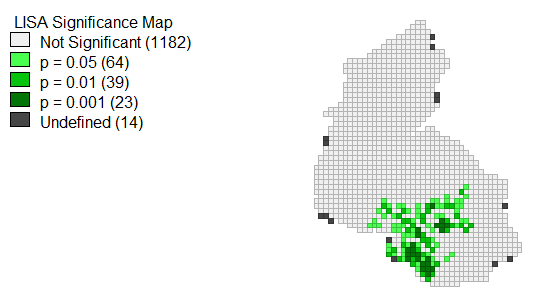 LISA Significance Map
Not Significant (1182)
p = 0.05 (64)
p = 0.01 (39)
p = 0.001 (23)
Undefined (14)